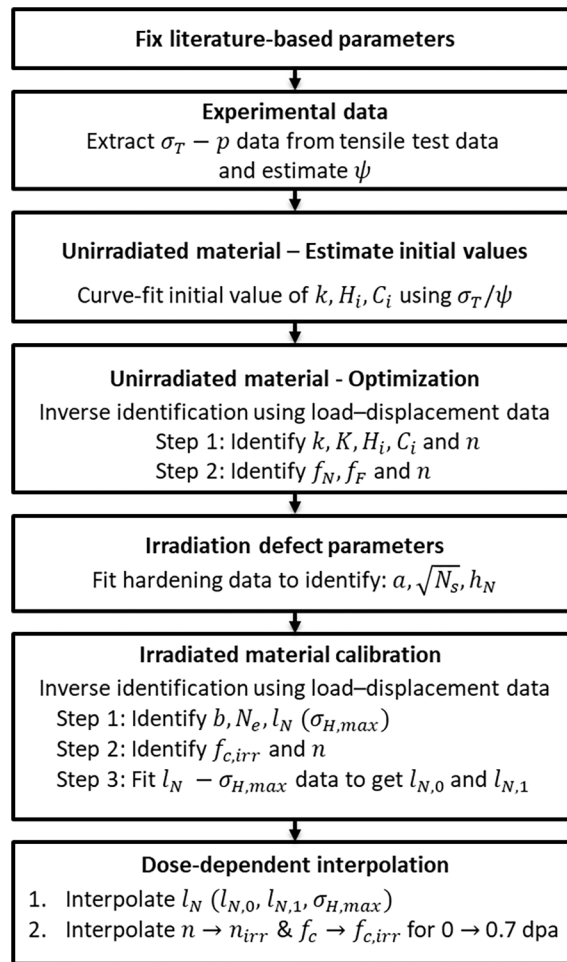 Fix literature-based parameters
Experimental data
Extract σ_T − p data from tensile test data
and estimate ψ
Unirradiated material – Estimate initial values
Curve-fit initial value of k, H_i, C_i using σ_T/ψ
Unirradiated material - Optimization
Inverse identification using load–displacement data
Step 1: Identify k, K, H_i, C_i and n
Step 2: Identify f_N, f_F and n
Irradiation defect parameters
Fit hardening data to identify: a, √N_s, h_N
Irradiated material calibration
Inverse identification using load–displacement data
Step 1: Identify b, N_e, l_N (σ_H,max)
Step 2: Identify f_c,irr and n
Step 3: Fit l_N − σ_H,max data to get l_N,0 and l_N,1
Dose-dependent interpolation
1. Interpolate l_N (l_N,0, l_N,1, σ_H,max)
2. Interpolate n → n_irr & f_c → f_c,irr for 0 → 0.7 dpa